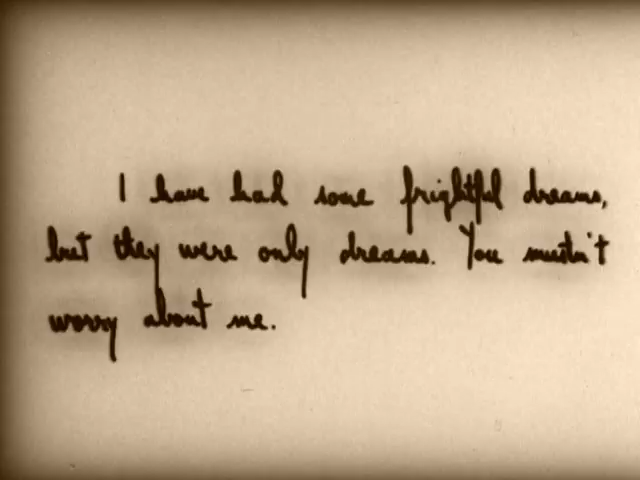 I have had some frightful dreams,
but they were only dreams. You mustn't
worry about me.